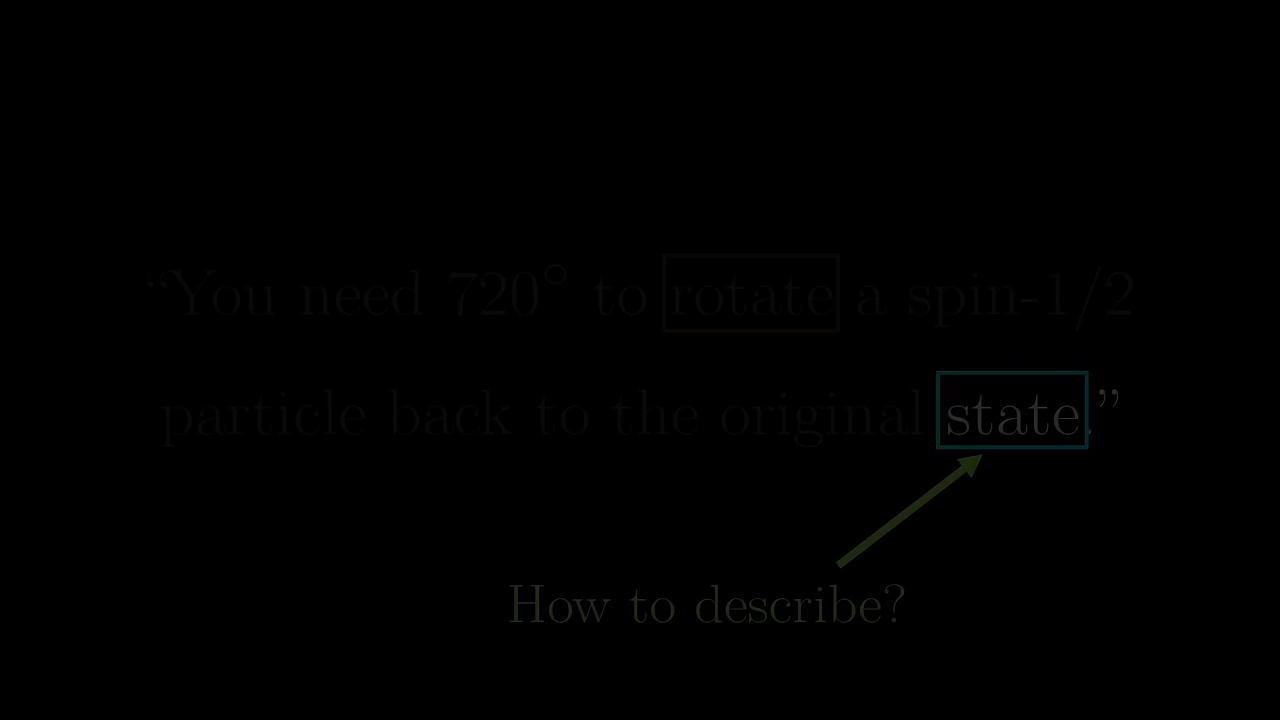 “You need 720° to rotate a spin-1/2
particle back to the original state.”
How to describe?